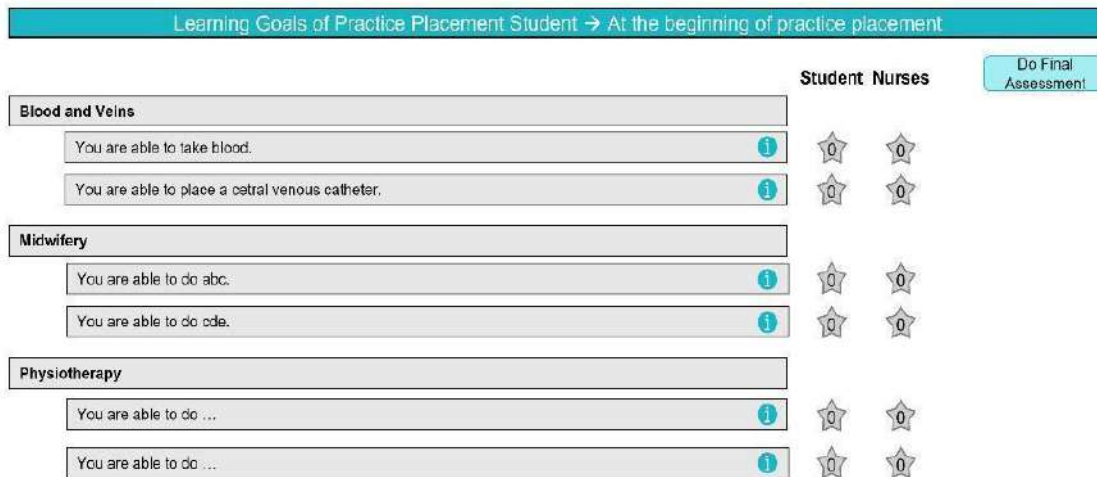 Learning Goals of Practice Placement Student → At the beginning of practice placement
Student Nurses
Do Final
Assessment
Blood and Veins
You are able to take blood.
i
0
0
You are able to place a cetral venous catheter.
i
0
0
Midwifery
You are able to do abc.
i
0
0
You are able to do cde.
i
0
0
Physiotherapy
You are able to do ...
i
0
0
You are able to do ...
i
0
0